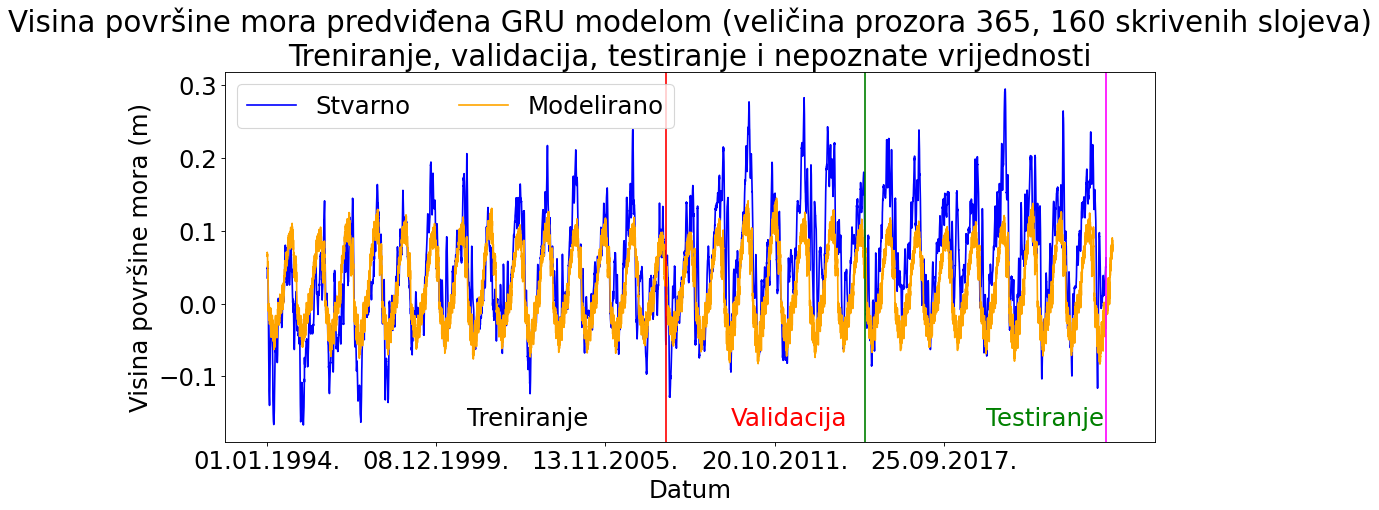 Visina površine mora predviđena GRU modelom (veličina prozora 365, 160 skrivenih slojeva)
Treniranje, validacija, testiranje i nepoznate vrijednosti
Stvarno Modelirano
Visina površine mora (m)
0.3
0.2
0.1
0.0
−0.1
Treniranje Validacija Testiranje
01.01.1994. 08.12.1999. 13.11.2005. 20.10.2011. 25.09.2017.
Datum